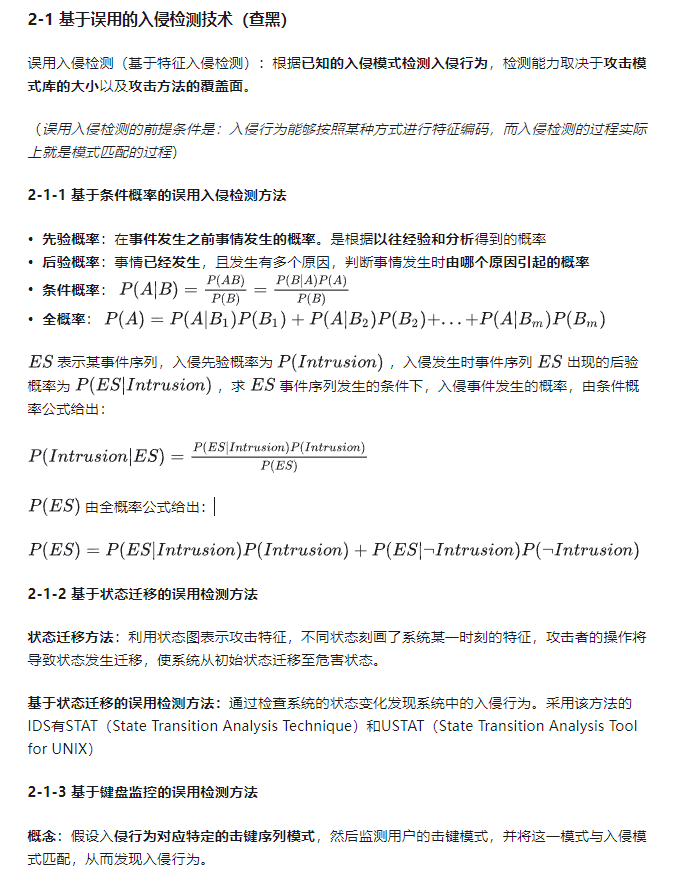 2-1 基于误用的入侵检测技术（查黑）
误用入侵检测（基于特征入侵检测）：根据已知的入侵模式检测入侵行为，检测能力取决于攻击模
式库的大小以及攻击方法的覆盖面。
（误用入侵检测的前提条件是：入侵行为能够按照某种方式进行特征编码，而入侵检测的过程实际
上就是模式匹配的过程）
2-1-1 基于条件概率的误用入侵检测方法
• 先验概率：在事件发生之前事情发生的概率。是根据以往经验和分析得到的概率
• 后验概率：事情已经发生，且发生有多个原因，判断事情发生时由哪个原因引起的概率
• 条件概率： P(A|B) = P(AB)/P(B) = P(B|A)P(A)/P(B)
• 全概率： P(A) = P(A|B₁)P(B₁) + P(A|B₂)P(B₂)+...+P(A|Bₘ)P(Bₘ)
ES 表示某事件序列，入侵先验概率为 P(Intrusion) ，入侵发生时事件序列 ES 出现的后验
概率为 P(ES|Intrusion) ，求 ES 事件序列发生的条件下，入侵事件发生的概率，由条件概
率公式给出：
P(Intrusion|ES) = P(ES|Intrusion)P(Intrusion)/P(ES)
P(ES) 由全概率公式给出：
P(ES) = P(ES|Intrusion)P(Intrusion) + P(ES|¬Intrusion)P(¬Intrusion)
2-1-2 基于状态迁移的误用检测方法
状态迁移方法：利用状态图表示攻击特征，不同状态刻画了系统某一时刻的特征，攻击者的操作将
导致状态发生迁移，使系统从初始状态迁移至危害状态。
基于状态迁移的误用检测方法：通过检查系统的状态变化发现系统中的入侵行为。采用该方法的
IDS有STAT（State Transition Analysis Technique）和USTAT（State Transition Analysis Tool
for UNIX）
2-1-3 基于键盘监控的误用检测方法
概念：假设入侵行为对应特定的击键序列模式，然后监测用户的击键模式，并将这一模式与入侵模
式匹配，从而发现入侵行为。